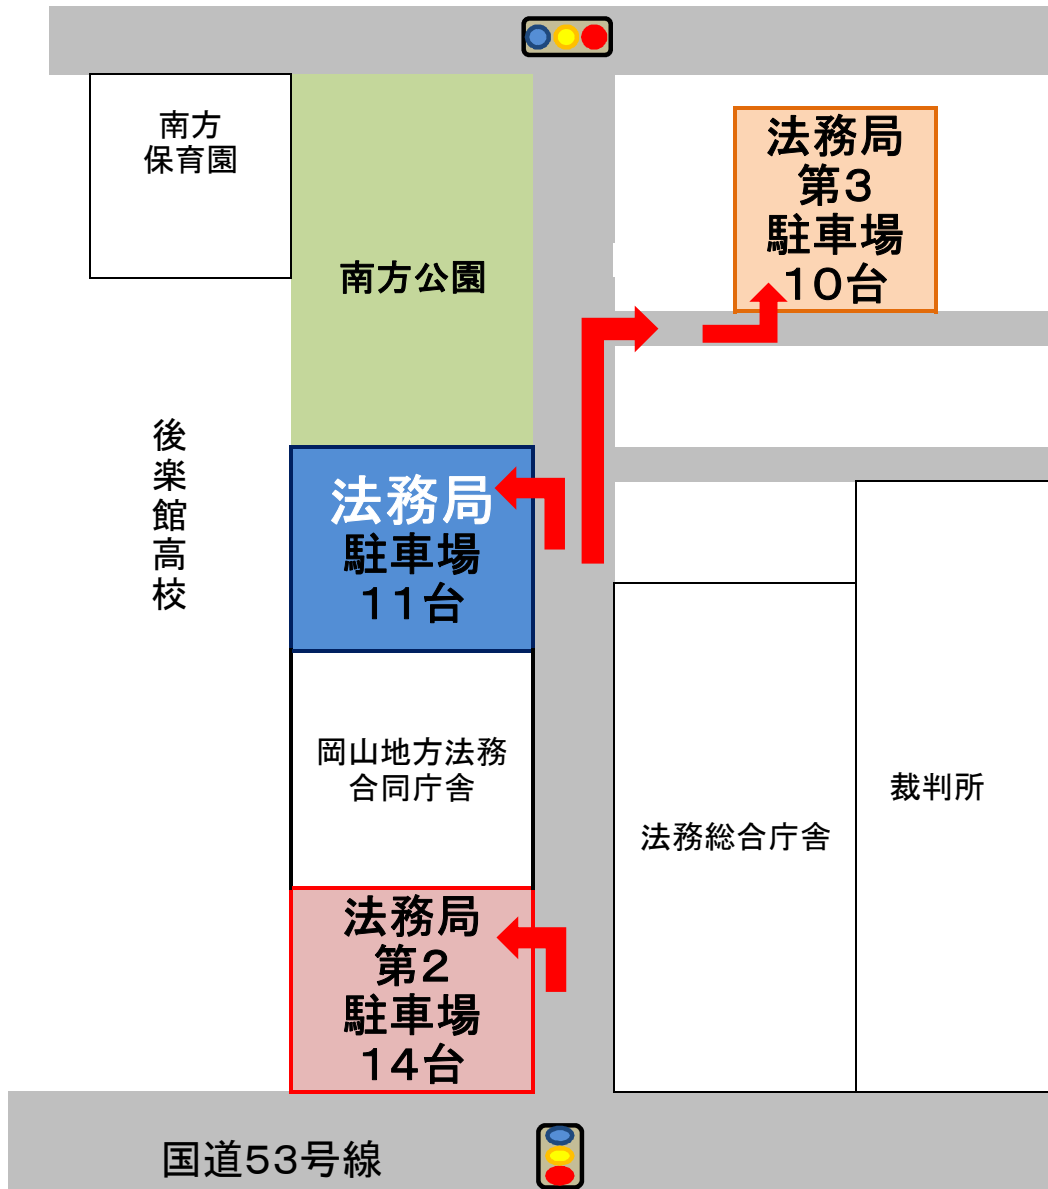 南方
保育園
法務局
第3
駐車場
10台
南方公園
後楽館高校
法務局
駐車場
11台
岡山地方法務
合同庁舎
法務総合庁舎
裁判所
法務局
第2
駐車場
14台
国道53号線